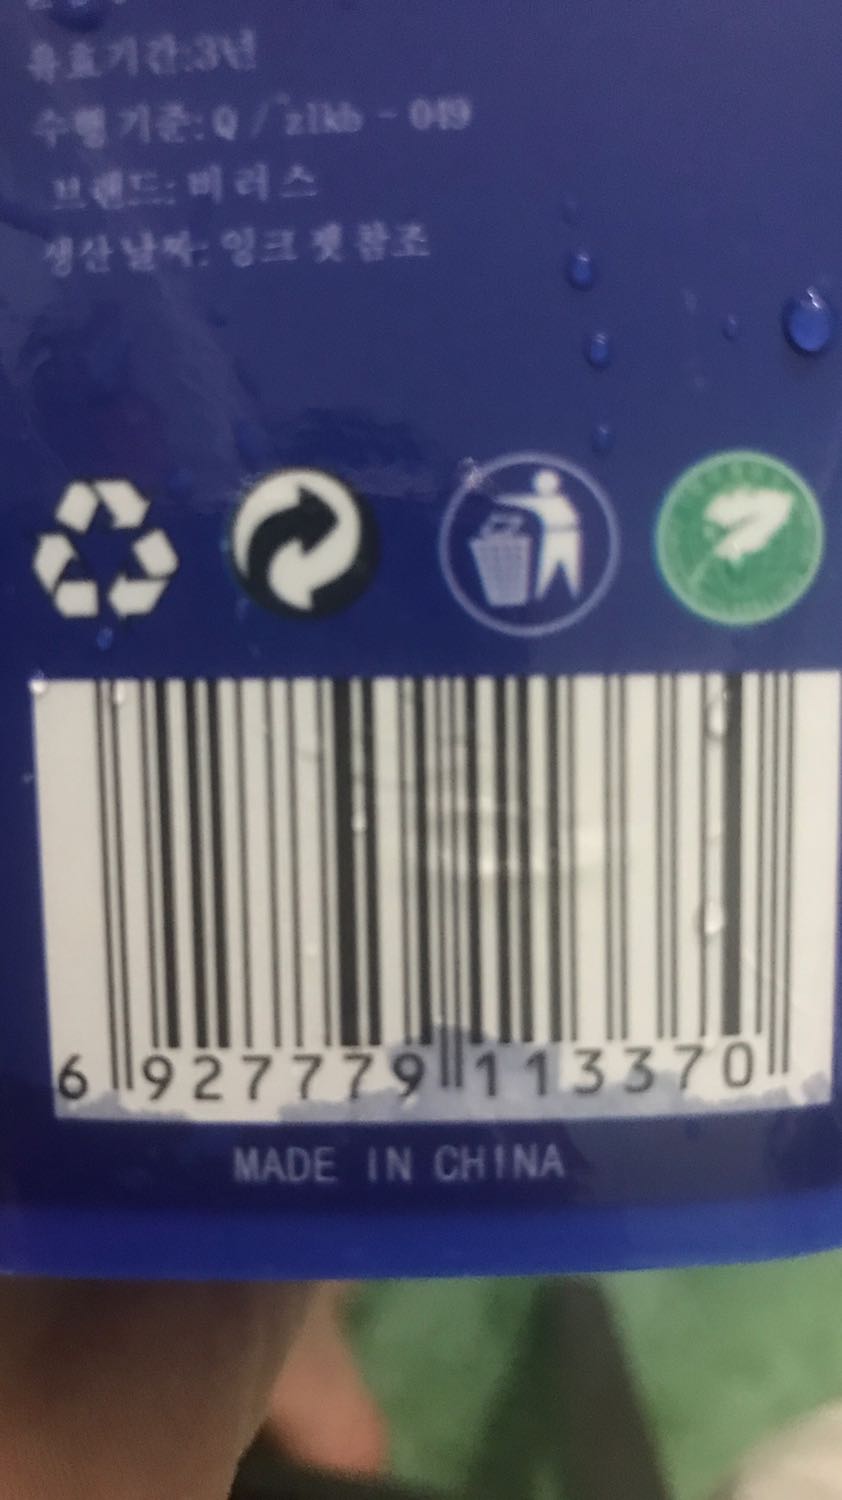 유효기간:3년
수행 기준: Q / zlkb - 049
브랜드: 비 러 스
생산 날짜: 잉크 젯 참조
6 927779 113370
MADE IN CHINA